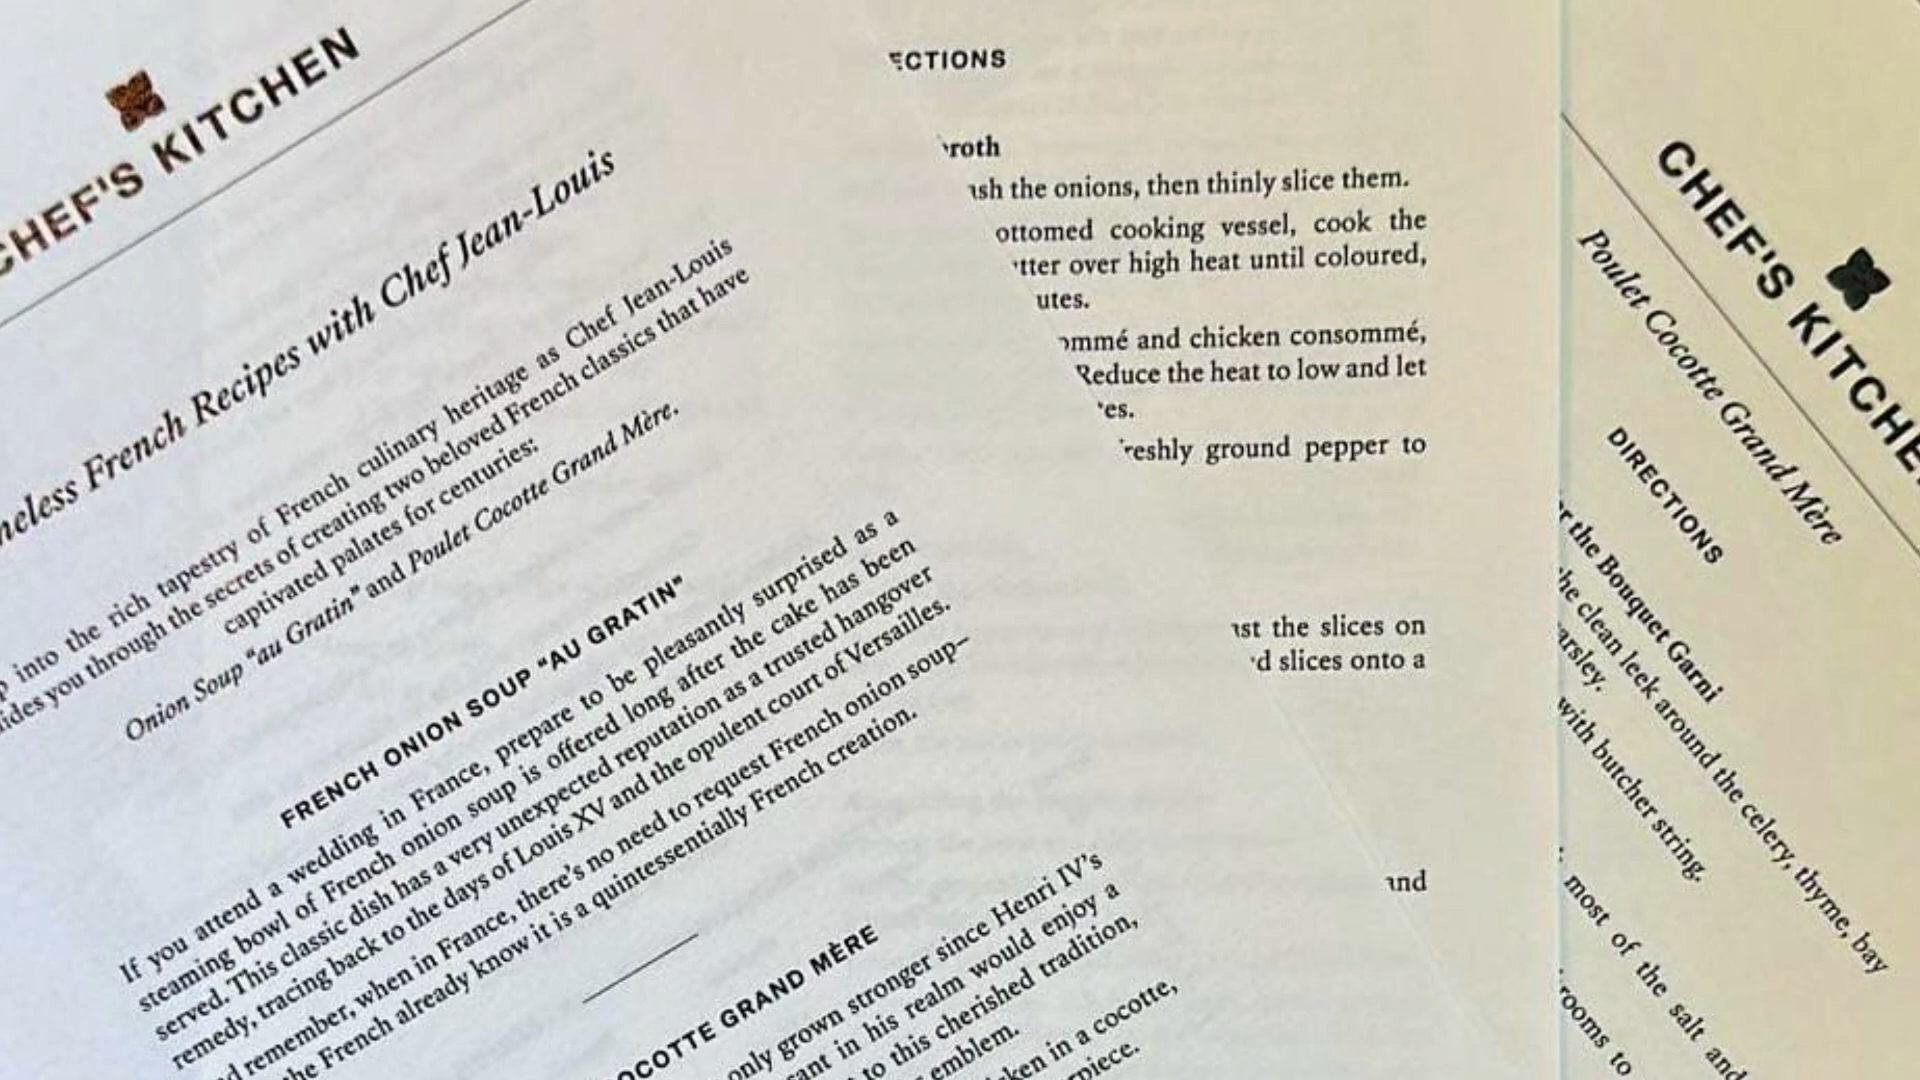 CHEF'S KITCHEN
French Recipes with Chef Jean-Louis
into the rich tapestry of French culinary heritage as Chef Jean-Louis
you through the secrets of creating two beloved French classics that have
captivated palates for centuries:
Onion Soup "au Gratin" and Poulet Cocotte Grand Mère.
FRENCH ONION SOUP "AU GRATIN"
If you attend a wedding in France, prepare to be pleasantly surprised as a
steaming bowl of French onion soup is offered long after the cake has been
served. This classic dish has a very unexpected reputation as a trusted hangover
remedy, tracing back to the days of Louis XV and the opulent court of Versailles.
remember, when in France, there's no need to request French onion soup–
the French already know it is a quintessentially French creation.
COCOTTE GRAND MÈRE
only grown stronger since Henri IV's
in his realm would enjoy a
to this cherished tradition,
emblem.
in a cocotte,
ECTIONS
roth
the onions, then thinly slice them.
ottomed cooking vessel, cook the
tter over high heat until coloured,
utes.
ommé and chicken consommé,
Reduce the heat to low and let
es.
reshly ground pepper to
the slices on
slices onto a
and
CHEF'S KITCHE
Poulet Cocotte Grand Mère
DIRECTIONS
the Bouquet Garni
the clean leek around the celery, thyme, bay
arsley.
with butcher string.
most of the salt and
rooms to